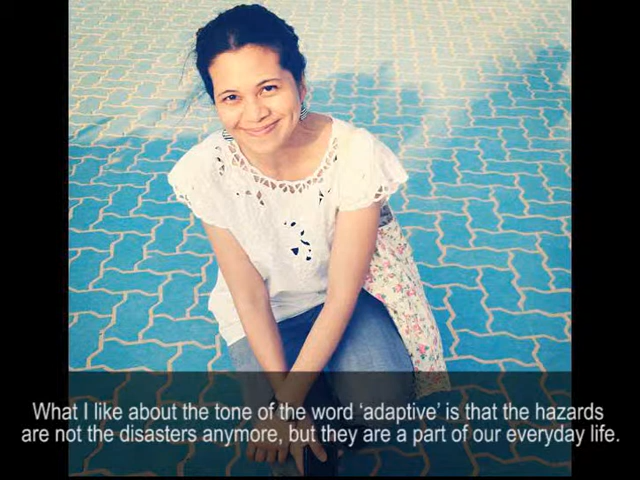 What I like about the tone of the word ‘adaptive’ is that the hazards
are not the disasters anymore, but they are a part of our everyday life.